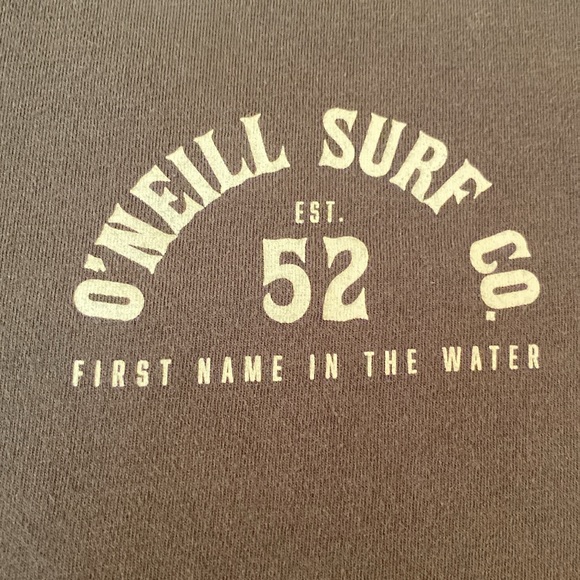 O'NEILL SURF CO.
EST.
52
FIRST NAME IN THE WATER